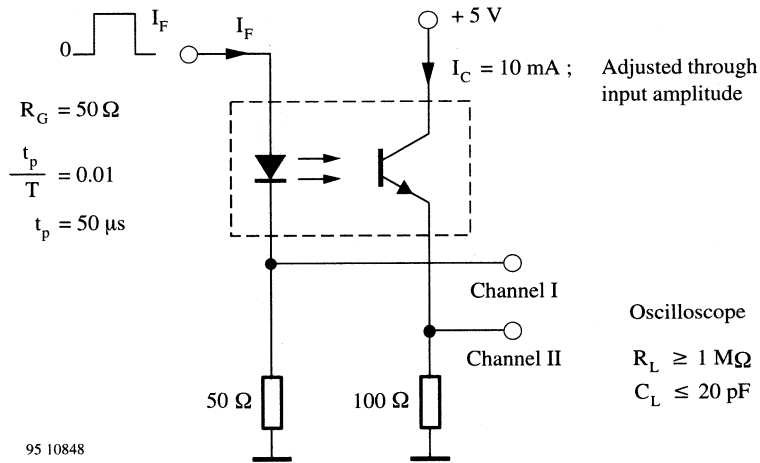 I_F
0
I_F
+ 5 V
I_C = 10 mA ;
Adjusted through
input amplitude
R_G = 50 Ω
t_p / T = 0.01
t_p = 50 μs
Channel I
Channel II
Oscilloscope
R_L ≥ 1 MΩ
C_L ≤ 20 pF
50 Ω
100 Ω
95 10848